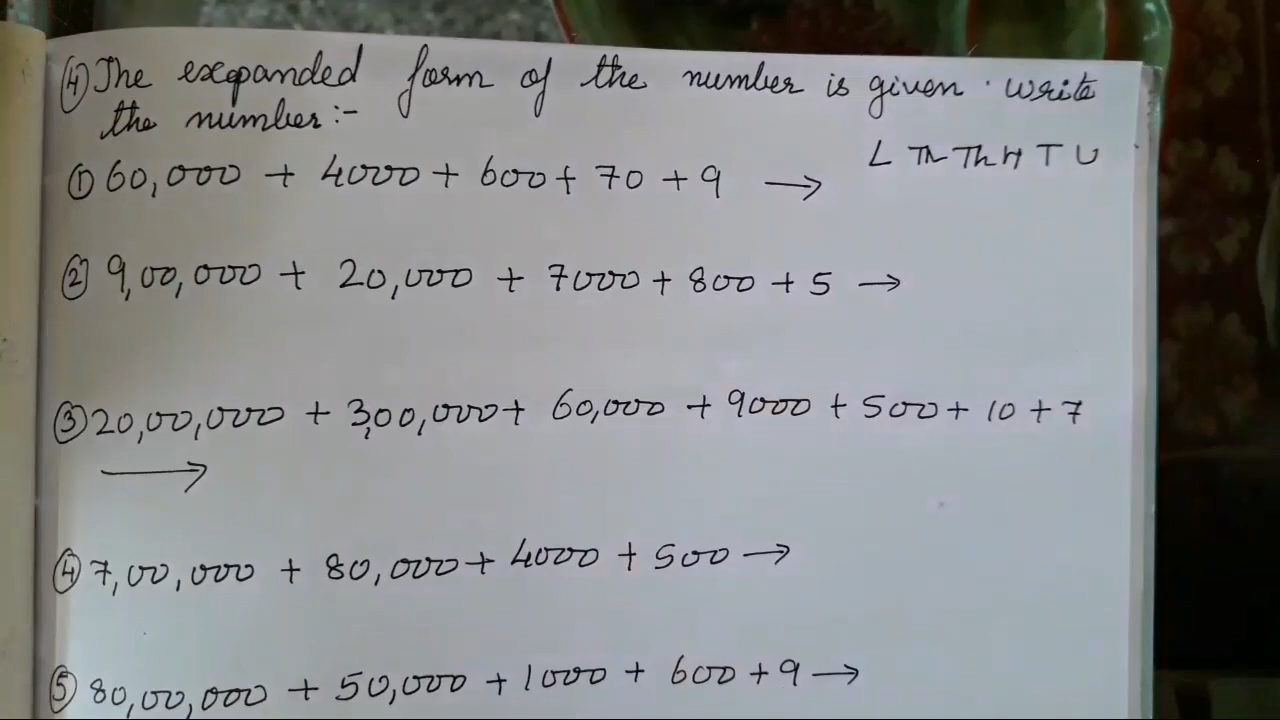 ④ The expanded form of the number is given. Write
the number:-
L Th Th H T U
① 60,000 + 4000 + 600 + 70 + 9 →
② 9,00,000 + 20,000 + 7000 + 800 + 5 →
③ 20,00,000 + 3,00,000 + 60,000 + 9000 + 500 + 10 + 7
→
④ 7,00,000 + 80,000 + 4000 + 500 →
⑤ 80,00,000 + 50,000 + 1000 + 600 + 9 →